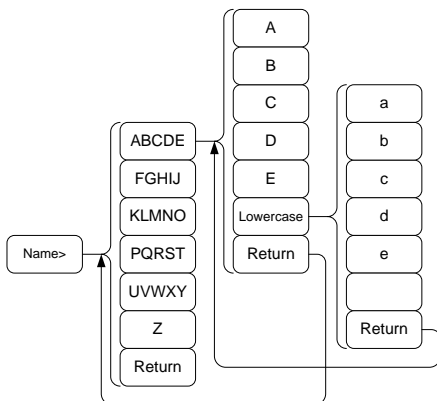 Name>
ABCDE
FGHIJ
KLMNO
PQRST
UVWXY
Z
Return
A
B
C
D
E
Lowercase
Return
a
b
c
d
e
Return